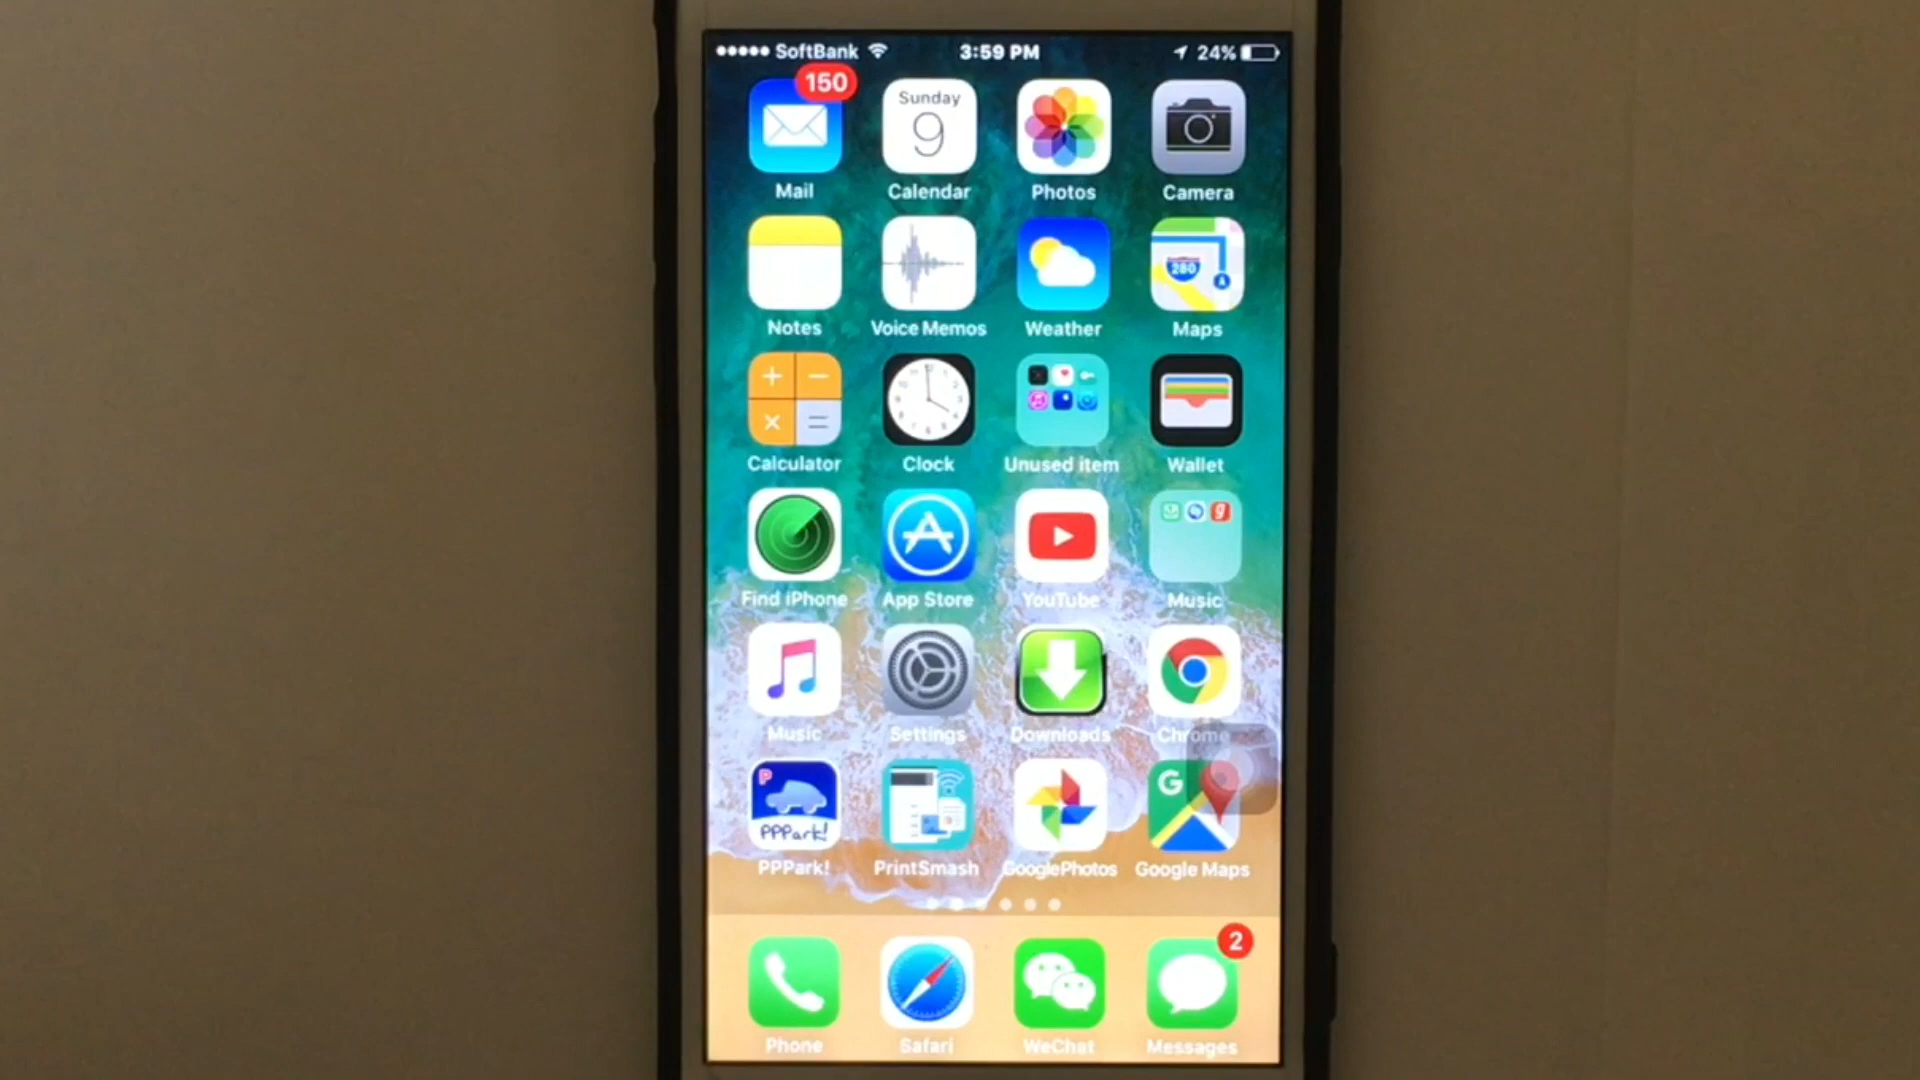 SoftBank 3:59 PM 24%
150
Sunday
9
Mail Calendar Photos Camera
280
Notes Voice Memos Weather Maps
Calculator Clock Unused item Wallet
Find iPhone App Store YouTube Music
Music Settings Downloads Chrome
P
PPPark!
G
PPPark! PrintSmash GooglePhotos Google Maps
2
Phone Safari WeChat Messages